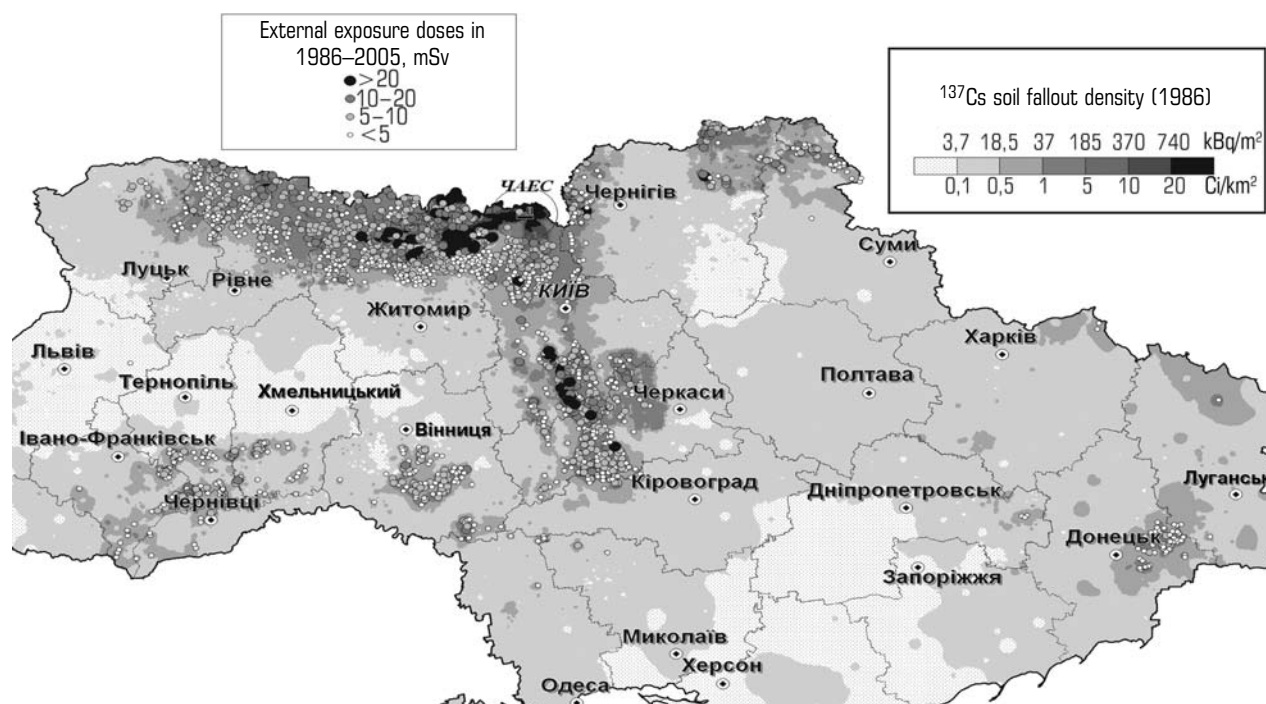 External exposure doses in
1986–2005, mSv
>20
10–20
5–10
<5
¹³⁷Cs soil fallout density (1986)
3,7 18,5 37 185 370 740 kBq/m²
0,1 0,5 1 5 10 20 Ci/km²
ЧАЕС
Чернігів
Суми
Луцьк
Рівне
КИЇВ
Житомир
Харків
Львів
Тернопіль
Хмельницький
Черкаси
Полтава
Івано-Франківськ
Вінниця
Чернівці
Кіровоград
Дніпропетровськ
Луганськ
Донецьк
Запоріжжя
Миколаїв
Херсон
Одеса